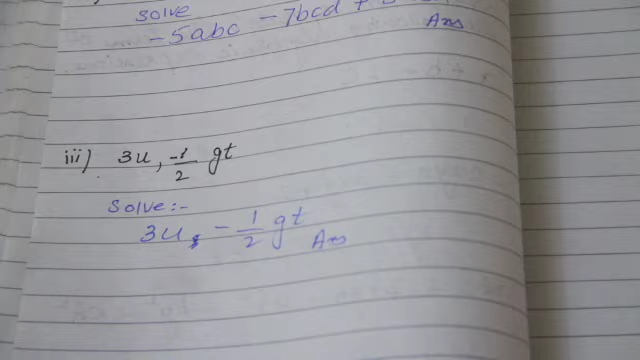 Solve
-5abc - 7bcd +
Ans
iii) 3u, -1/2 gt
Solve:-
3u, - 1/2 gt
Ans